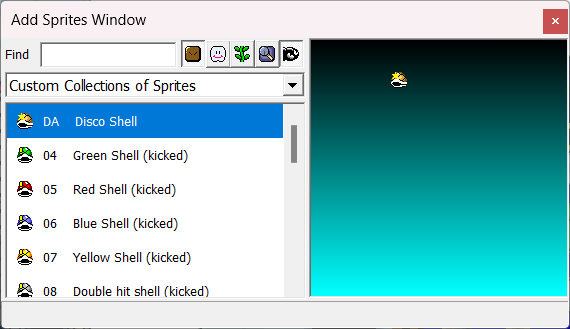 Add Sprites Window
Find
Custom Collections of Sprites
DA Disco Shell
04 Green Shell (kicked)
05 Red Shell (kicked)
06 Blue Shell (kicked)
07 Yellow Shell (kicked)
08 Double hit shell (kicked)